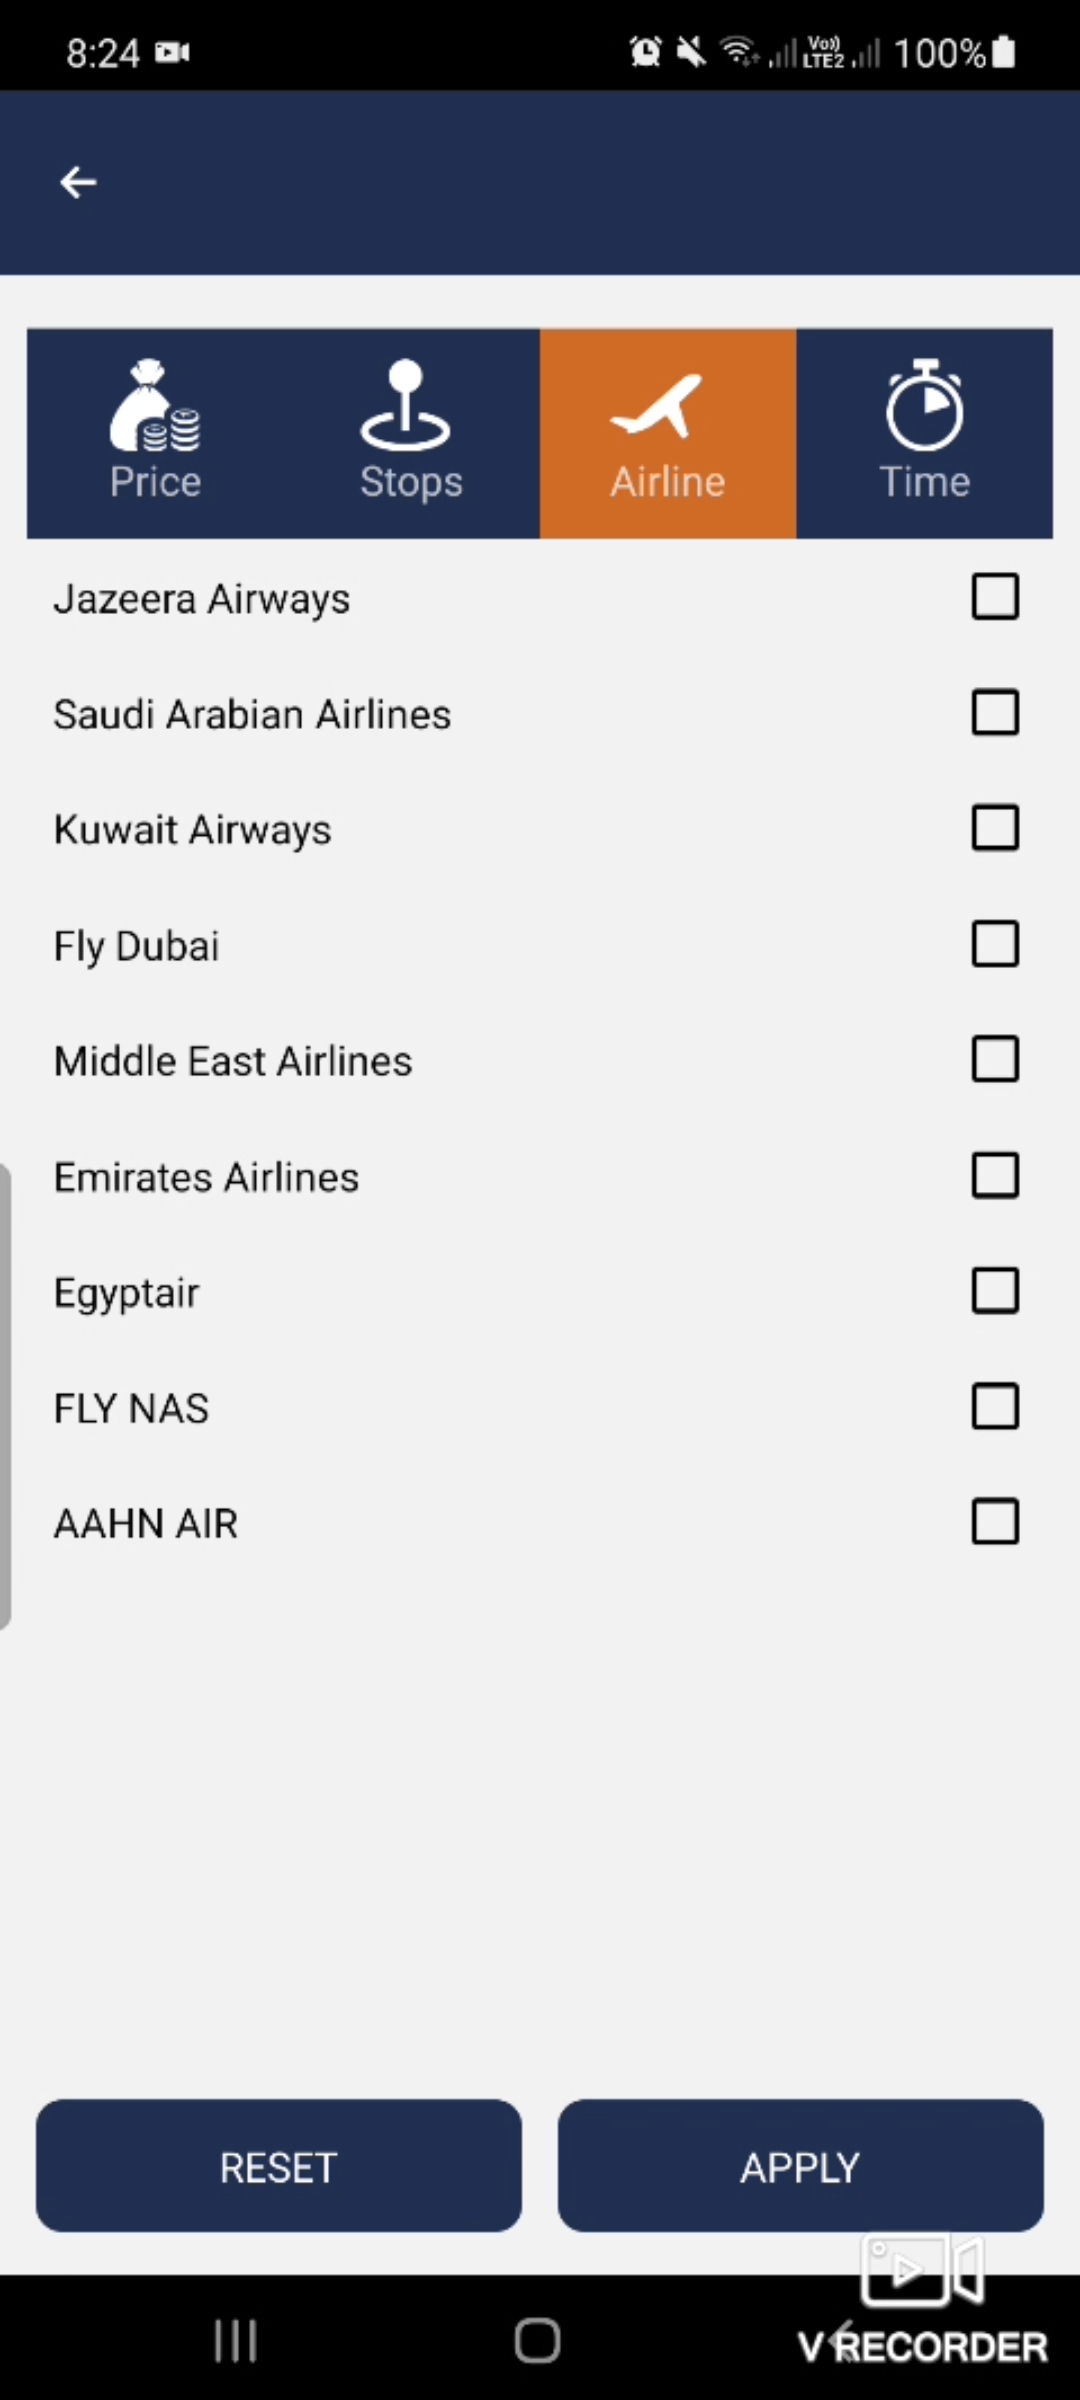 8:24 Vo)) LTE2 100%
Price Stops Airline Time
Jazeera Airways
Saudi Arabian Airlines
Kuwait Airways
Fly Dubai
Middle East Airlines
Emirates Airlines
Egyptair
FLY NAS
AAHN AIR
RESET APPLY
V RECORDER